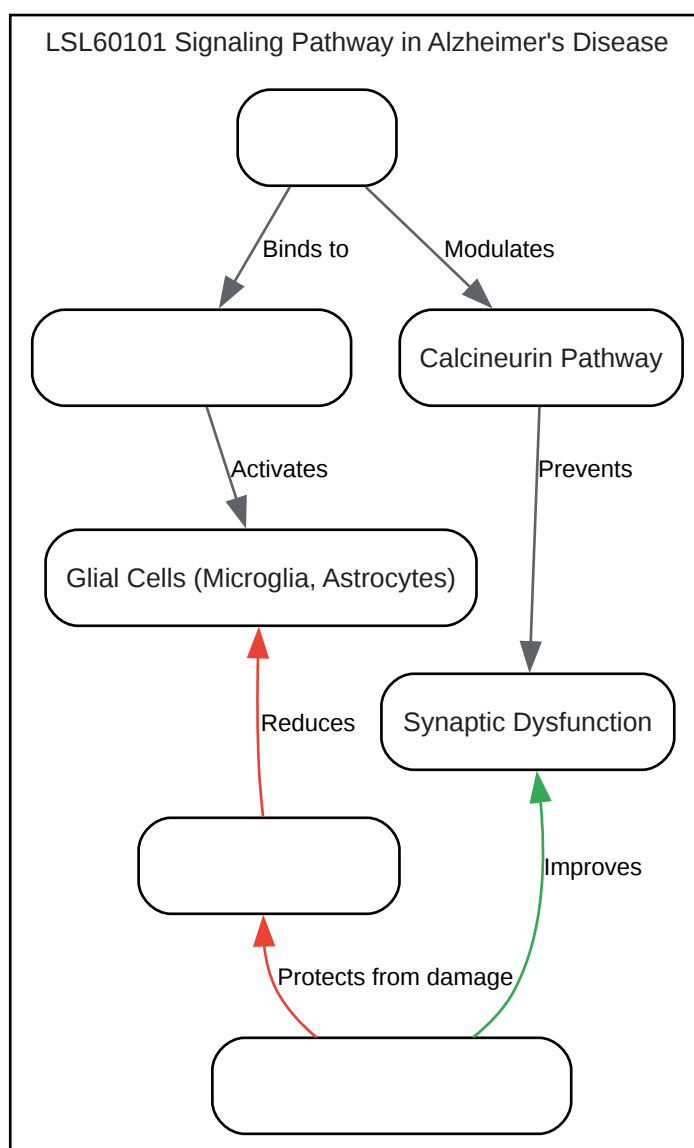 LSL60101 Signaling Pathway in Alzheimer's Disease
Binds to
Modulates
Calcineurin Pathway
Activates
Prevents
Glial Cells (Microglia, Astrocytes)
Reduces
Synaptic Dysfunction
Improves
Protects from damage